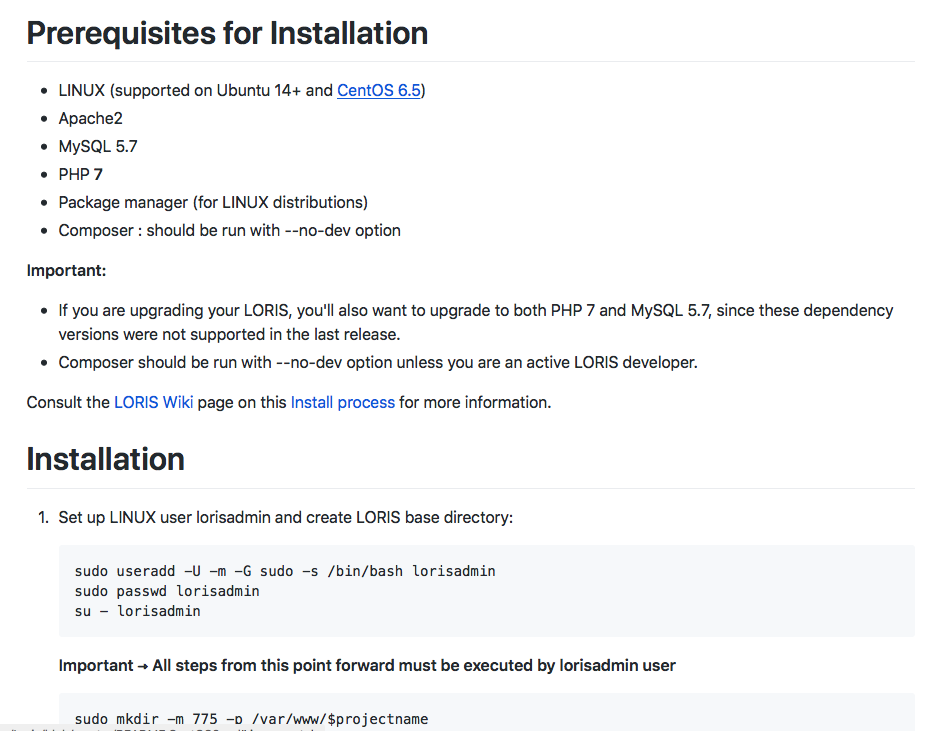 Prerequisites for Installation
LINUX (supported on Ubuntu 14+ and CentOS 6.5)
Apache2
MySQL 5.7
PHP 7
Package manager (for LINUX distributions)
Composer : should be run with --no-dev option
Important:
If you are upgrading your LORIS, you'll also want to upgrade to both PHP 7 and MySQL 5.7, since these dependency
versions were not supported in the last release.
Composer should be run with --no-dev option unless you are an active LORIS developer.
Consult the LORIS Wiki page on this Install process for more information.
Installation
1. Set up LINUX user lorisadmin and create LORIS base directory:
sudo useradd -U -m -G sudo -s /bin/bash lorisadmin
sudo passwd lorisadmin
su - lorisadmin
Important → All steps from this point forward must be executed by lorisadmin user
sudo mkdir -m 775 -p /var/www/$projectname